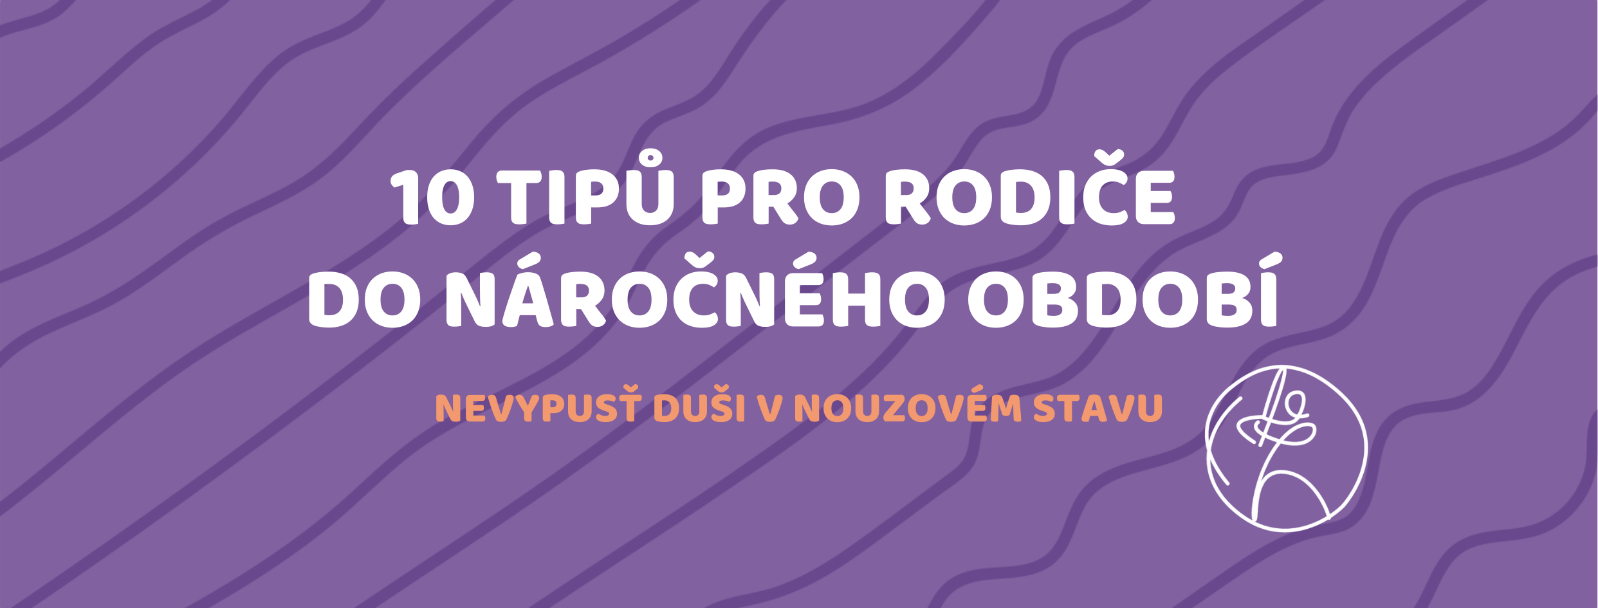 10 TIPŮ PRO RODIČE
DO NÁROČNÉHO OBDOBÍ
NEVYPUSŤ DUŠI V NOUZOVÉM STAVU